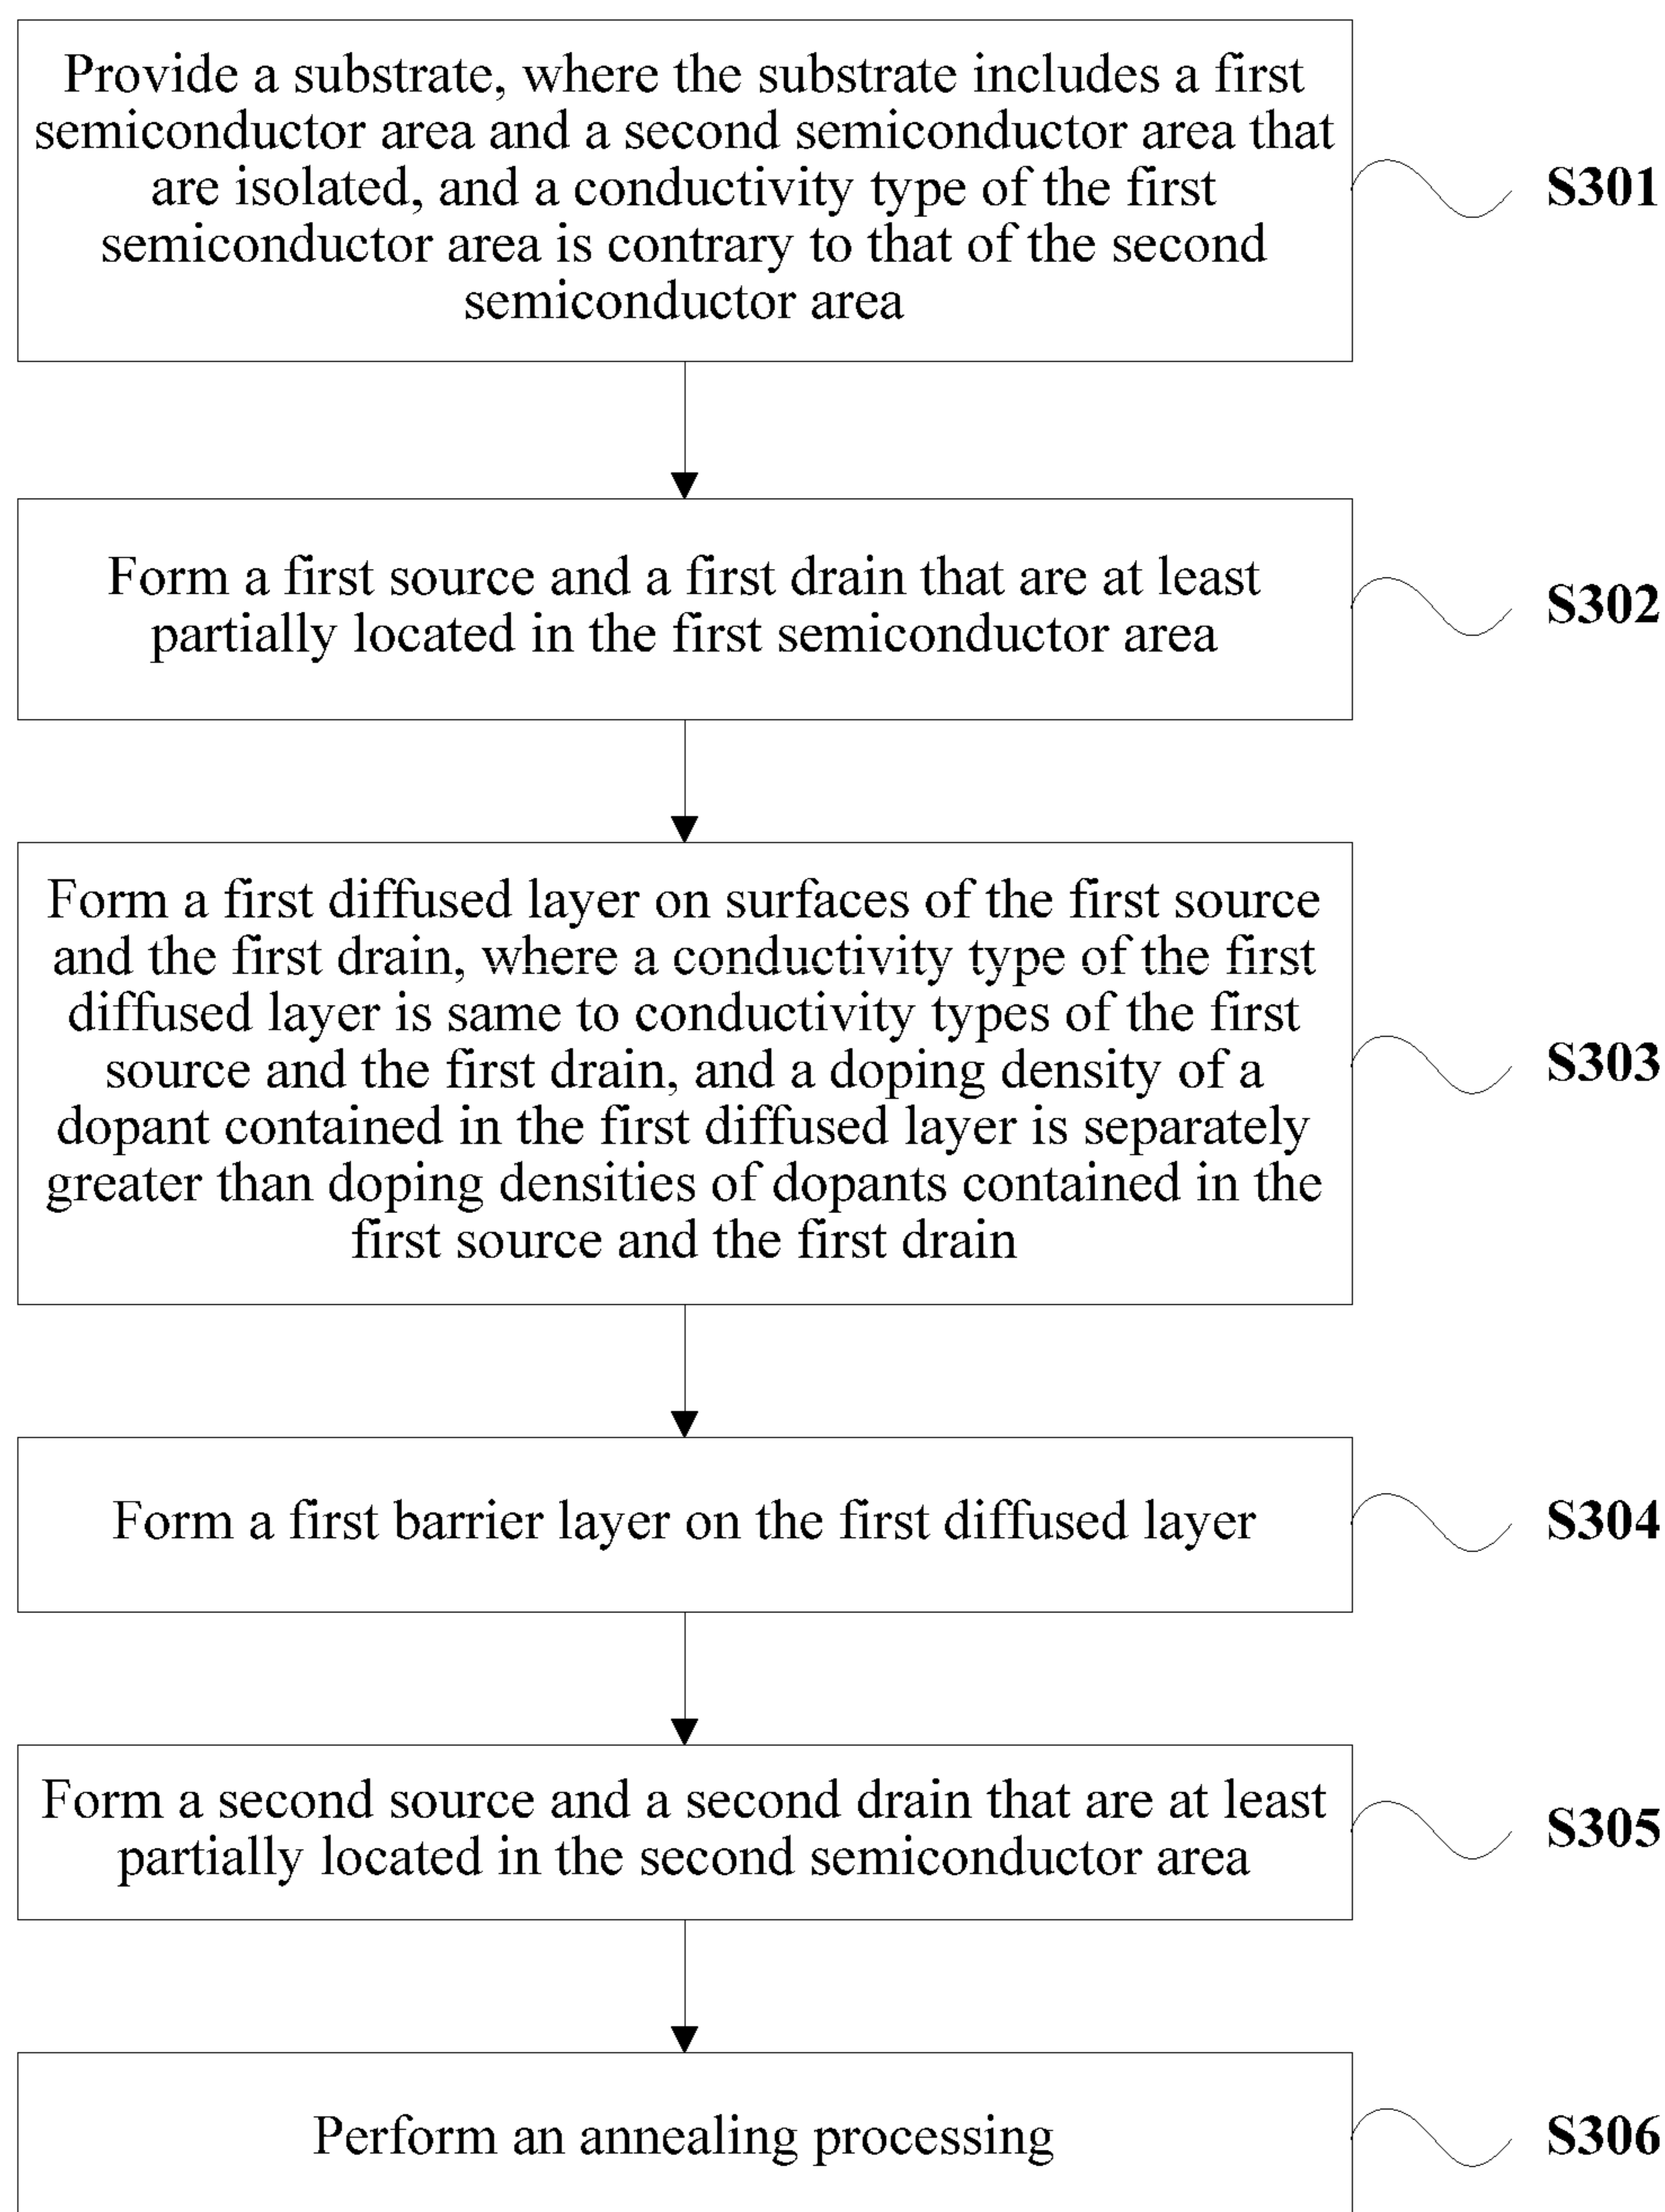 Provide a substrate, where the substrate includes a first
semiconductor area and a second semiconductor area that
are isolated, and a conductivity type of the first
semiconductor area is contrary to that of the second
semiconductor area
S301
Form a first source and a first drain that are at least
partially located in the first semiconductor area
S302
Form a first diffused layer on surfaces of the first source
and the first drain, where a conductivity type of the first
diffused layer is same to conductivity types of the first
source and the first drain, and a doping density of a
dopant contained in the first diffused layer is separately
greater than doping densities of dopants contained in the
first source and the first drain
S303
Form a first barrier layer on the first diffused layer
S304
Form a second source and a second drain that are at least
partially located in the second semiconductor area
S305
Perform an annealing processing
S306